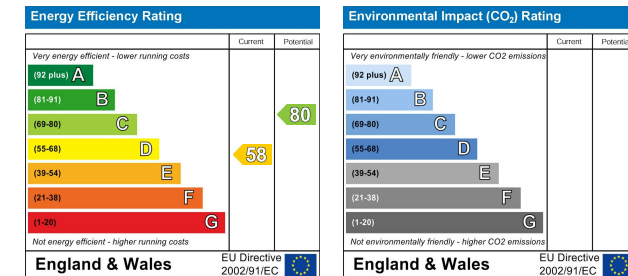 Energy Efficiency Rating
Current Potential
Very energy efficient - lower running costs
(92 plus) A
(81-91) B
(69-80) C
(55-68) D
(39-54) E
(21-38) F
(1-20) G
58
80
Not energy efficient - higher running costs
England & Wales
EU Directive
2002/91/EC
Environmental Impact (CO₂) Rating
Current Potential
Very environmentally friendly - lower CO2 emissions
(92 plus) A
(81-91) B
(69-80) C
(55-68) D
(39-54) E
(21-38) F
(1-20) G
Not environmentally friendly - higher CO2 emissions
England & Wales
EU Directive
2002/91/EC